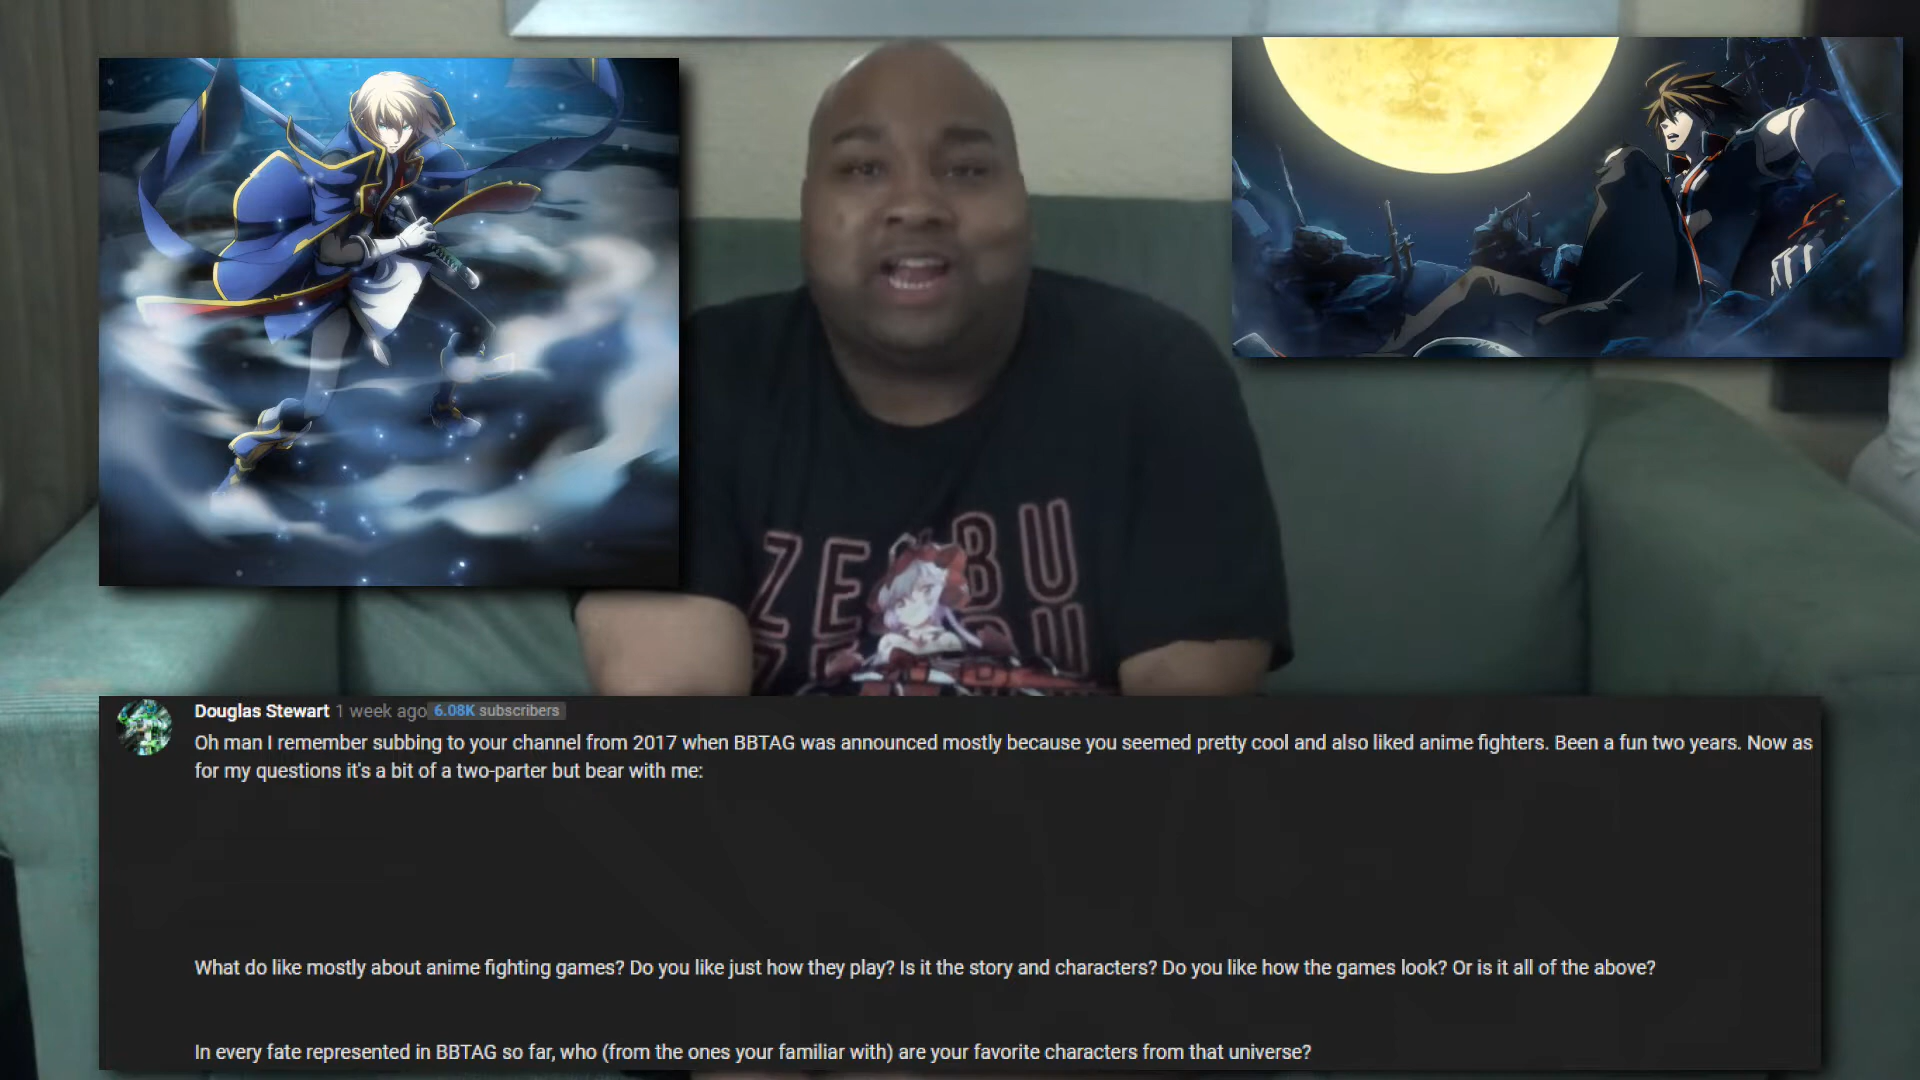 ZE BU
Douglas Stewart 1 week ago 6.08K subscribers
Oh man I remember subbing to your channel from 2017 when BBTAG was announced mostly because you seemed pretty cool and also liked anime fighters. Been a fun two years. Now as
for my questions it's a bit of a two-parter but bear with me:
What do like mostly about anime fighting games? Do you like just how they play? Is it the story and characters? Do you like how the games look? Or is it all of the above?
In every fate represented in BBTAG so far, who (from the ones your familiar with) are your favorite characters from that universe?